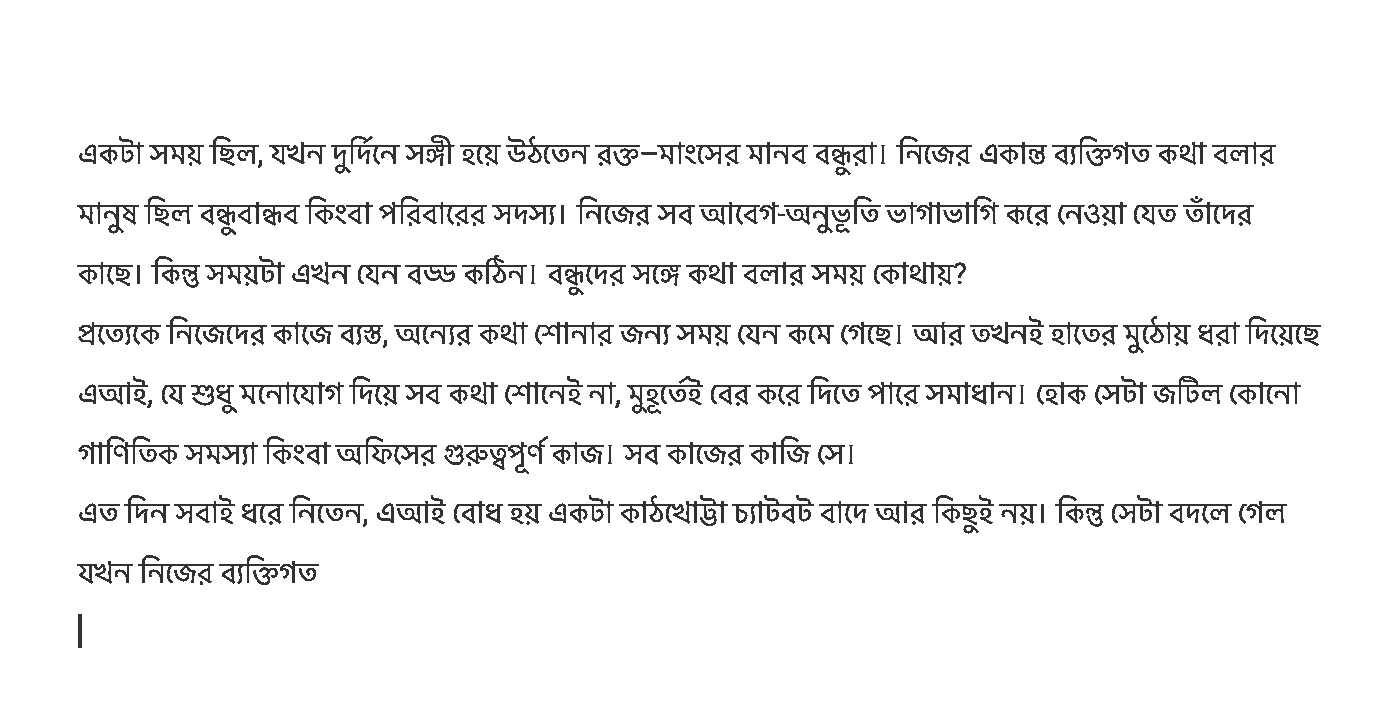 একটা সময় ছিল, যখন দুর্দিনে সঙ্গী হয়ে উঠতেন রক্ত–মাংসের মানব বন্ধুরা। নিজের একান্ত ব্যক্তিগত কথা বলার
মানুষ ছিল বন্ধুবান্ধব কিংবা পরিবারের সদস্য। নিজের সব আবেগ-অনুভূতি ভাগাভাগি করে নেওয়া যেত তাঁদের
কাছে। কিন্তু সময়টা এখন যেন বড্ড কঠিন। বন্ধুদের সঙ্গে কথা বলার সময় কোথায়?
প্রত্যেকে নিজেদের কাজে ব্যস্ত, অন্যের কথা শোনার জন্য সময় যেন কমে গেছে। আর তখনই হাতের মুঠোয় ধরা দিয়েছে
এআই, যে শুধু মনোযোগ দিয়ে সব কথা শোনেই না, মুহূর্তেই বের করে দিতে পারে সমাধান। হোক সেটা জটিল কোনো
গাণিতিক সমস্যা কিংবা অফিসের গুরুত্বপূর্ণ কাজ। সব কাজের কাজি সে।
এত দিন সবাই ধরে নিতেন, এআই বোধ হয় একটা কাঠখোট্টা চ্যাটবট বাদে আর কিছুই নয়। কিন্তু সেটা বদলে গেল
যখন নিজের ব্যক্তিগত